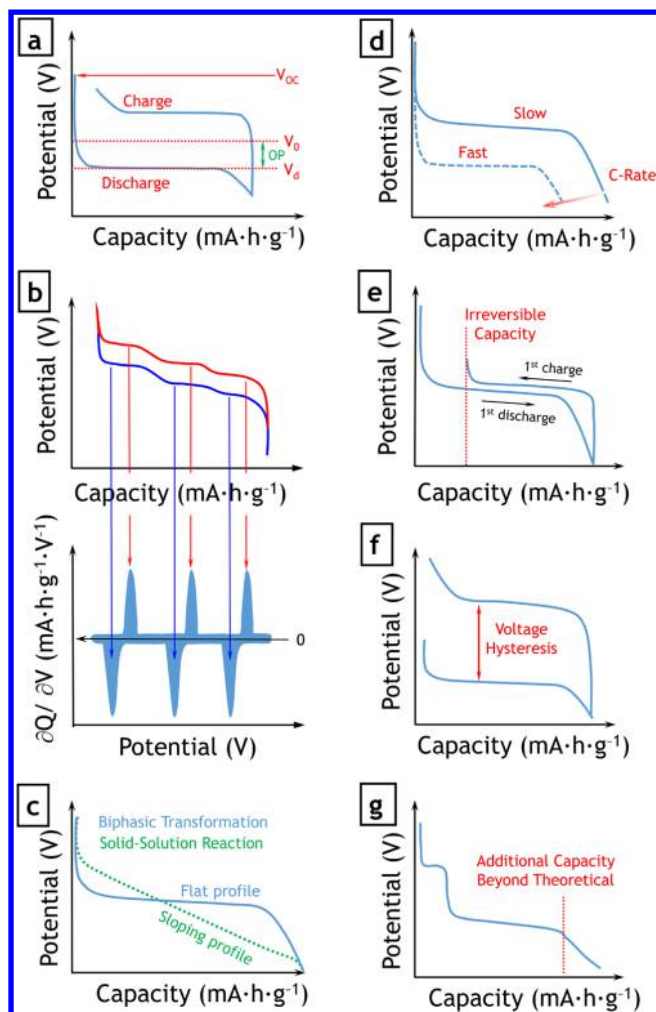 a
Potential (V)
V_OC
Charge
V_0
OP
V_d
Discharge
Capacity (mA·h·g⁻¹)
b
Potential (V)
Capacity (mA·h·g⁻¹)
∂Q/ ∂V (mA·h·g⁻¹·V⁻¹)
0
Potential (V)
c
Potential (V)
Biphasic Transformation
Solid-Solution Reaction
Flat profile
Sloping profile
Capacity (mA·h·g⁻¹)
d
Potential (V)
Slow
Fast
C-Rate
Capacity (mA·h·g⁻¹)
e
Potential (V)
Irreversible
Capacity
1st charge
1st discharge
Capacity (mA·h·g⁻¹)
f
Potential (V)
Voltage
Hysteresis
Capacity (mA·h·g⁻¹)
g
Potential (V)
Additional Capacity
Beyond Theoretical
Capacity (mA·h·g⁻¹)